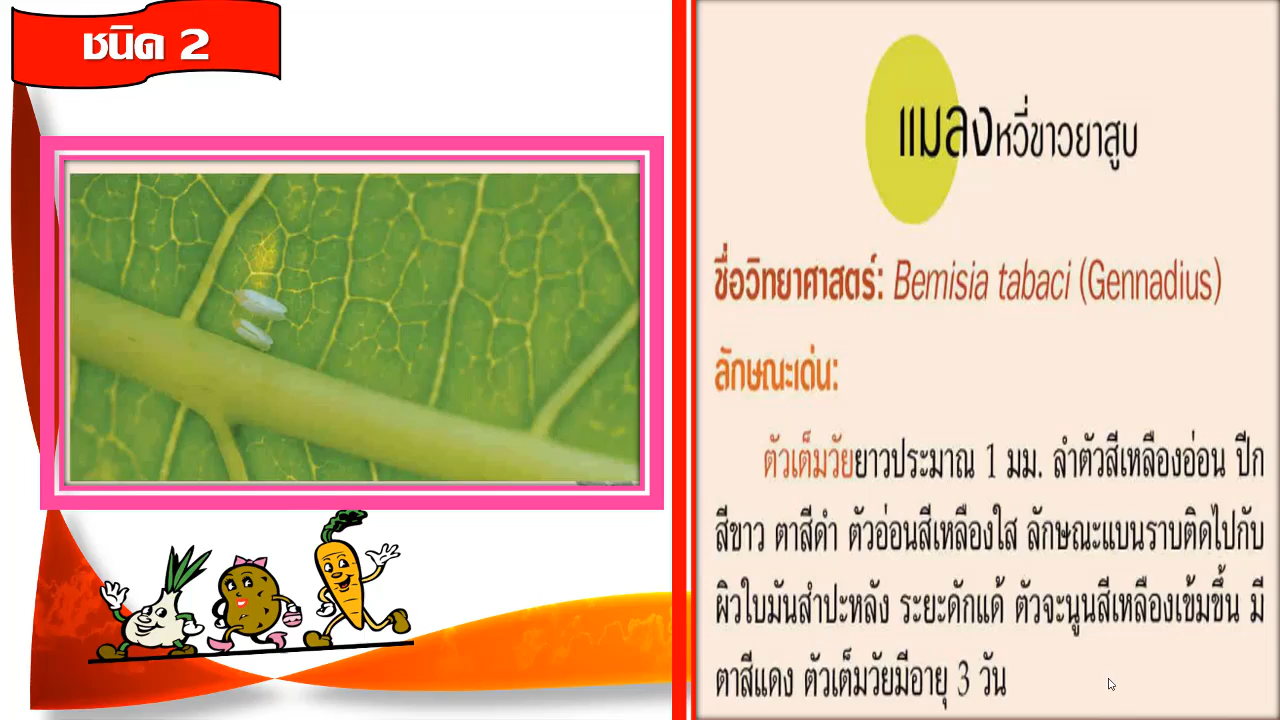 ชนิด 2
แมลงหวี่ขาวยาสูบ
ชื่อวิทยาศาสตร์: Bemisia tabaci (Gennadius)
ลักษณะเด่น:
ตัวเต็มวัยยาวประมาณ 1 มม. ลำตัวสีเหลืองอ่อน ปีก
สีขาว ตาสีดำ ตัวอ่อนสีเหลืองใส ลักษณะแบนราบติดไปกับ
ผิวใบมันสำปะหลัง ระยะดักแด้ ตัวจะนูนสีเหลืองเข้มขึ้น มี
ตาสีแดง ตัวเต็มวัยมีอายุ 3 วัน